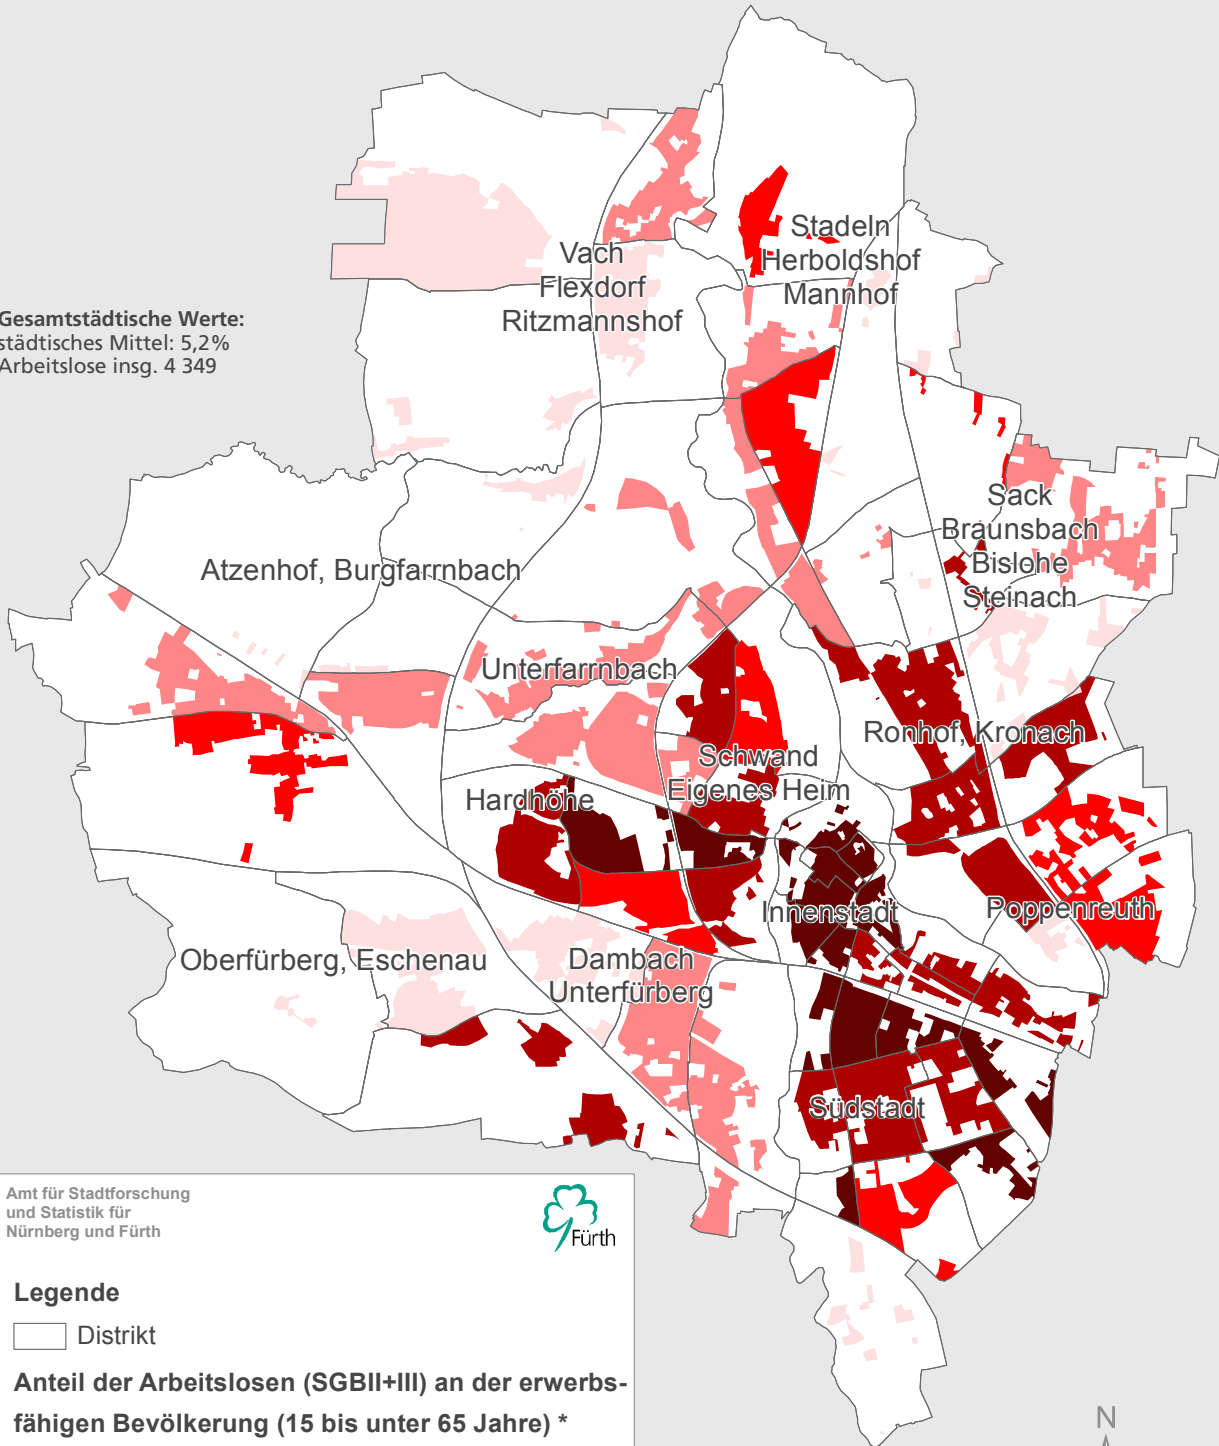 Stadeln
Herboldshof
Mannhof
Vach
Flexdorf
Ritzmannshof
Gesamtstädtische Werte:
städtisches Mittel: 5,2%
Arbeitslose insg. 4 349
Sack
Braunsbach
Bislohe
Steinach
Atzenhof, Burgfarrnbach
Unterfarrnbach
Ronhof, Kronach
Schwand
Eigenes Heim
Hardhöhe
Innenstadt
Poppenreuth
Oberfürberg, Eschenau
Dambach
Unterfürberg
Südstadt
Amt für Stadtforschung
und Statistik für
Nürnberg und Fürth
Fürth
Legende
Distrikt
Anteil der Arbeitslosen (SGBII+III) an der erwerbs-
fähigen Bevölkerung (15 bis unter 65 Jahre) *
N